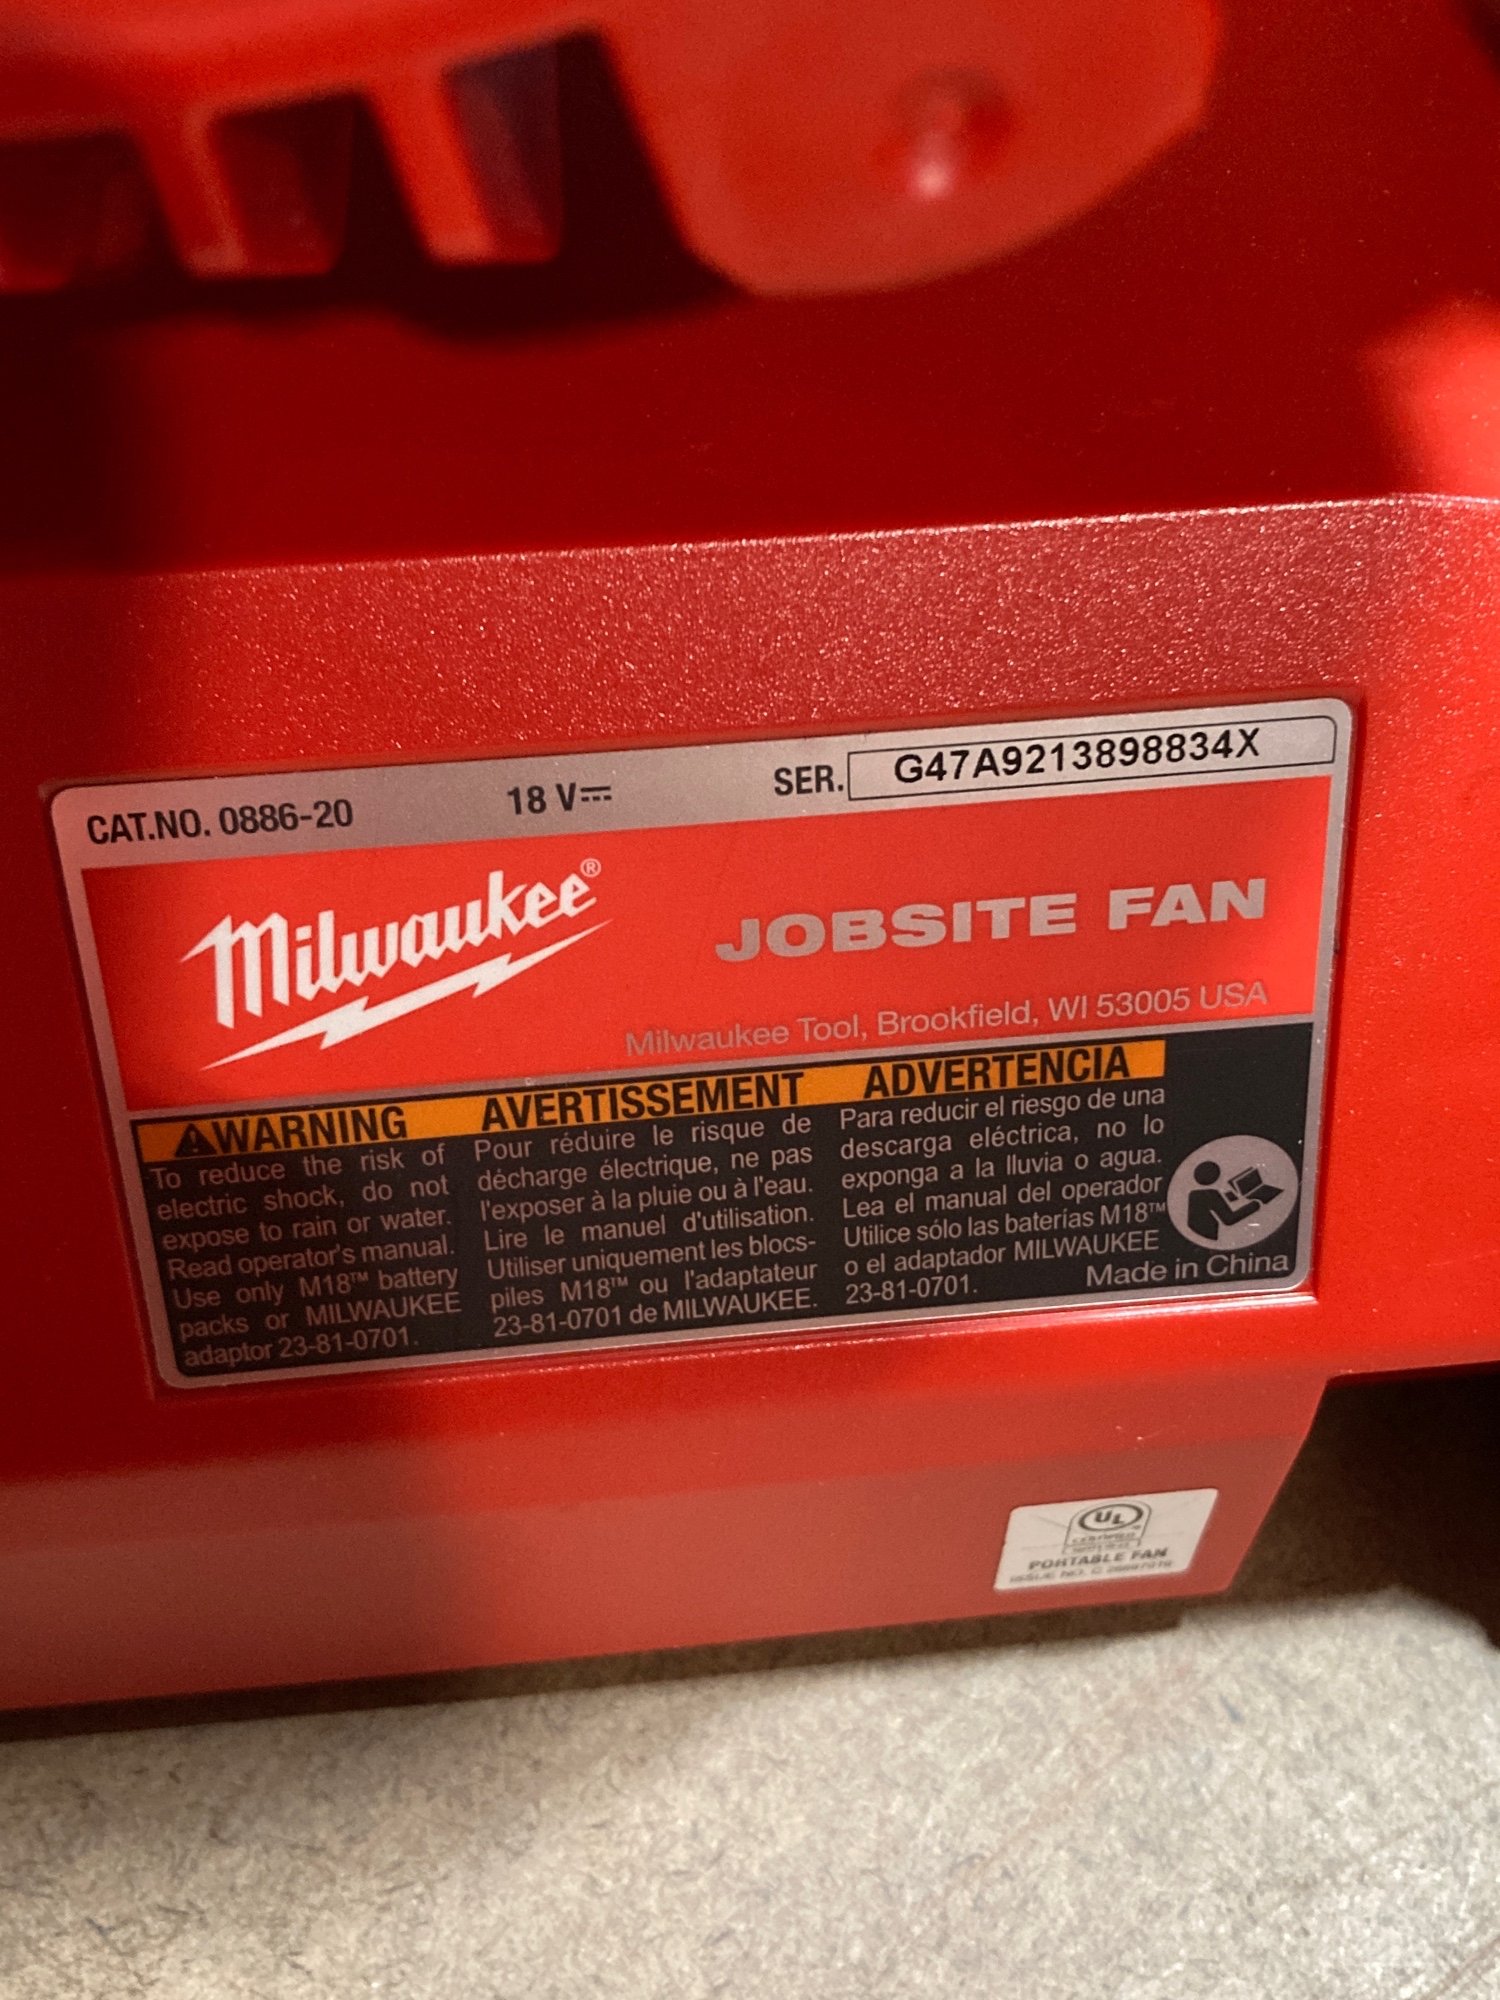 CAT.NO. 0886-20 18 V⎓ SER. G47A9213898834X
Milwaukee®
JOBSITE FAN
Milwaukee Tool, Brookfield, WI 53005 USA
⚠WARNING
To reduce the risk of
electric shock, do not
expose to rain or water.
Read operator's manual.
Use only M18™ battery
packs or MILWAUKEE
adaptor 23-81-0701.
AVERTISSEMENT
Pour réduire le risque de
décharge électrique, ne pas
l'exposer à la pluie ou à l'eau.
Lire le manuel d'utilisation.
Utiliser uniquement les blocs-
piles M18™ ou l'adaptateur
23-81-0701 de MILWAUKEE.
ADVERTENCIA
Para reducir el riesgo de una
descarga eléctrica, no lo
exponga a la lluvia o agua.
Lea el manual del operador
Utilice sólo las baterías M18™
o el adaptador MILWAUKEE
23-81-0701.
Made in China
UL
PORTABLE FAN
ISSUE NO.